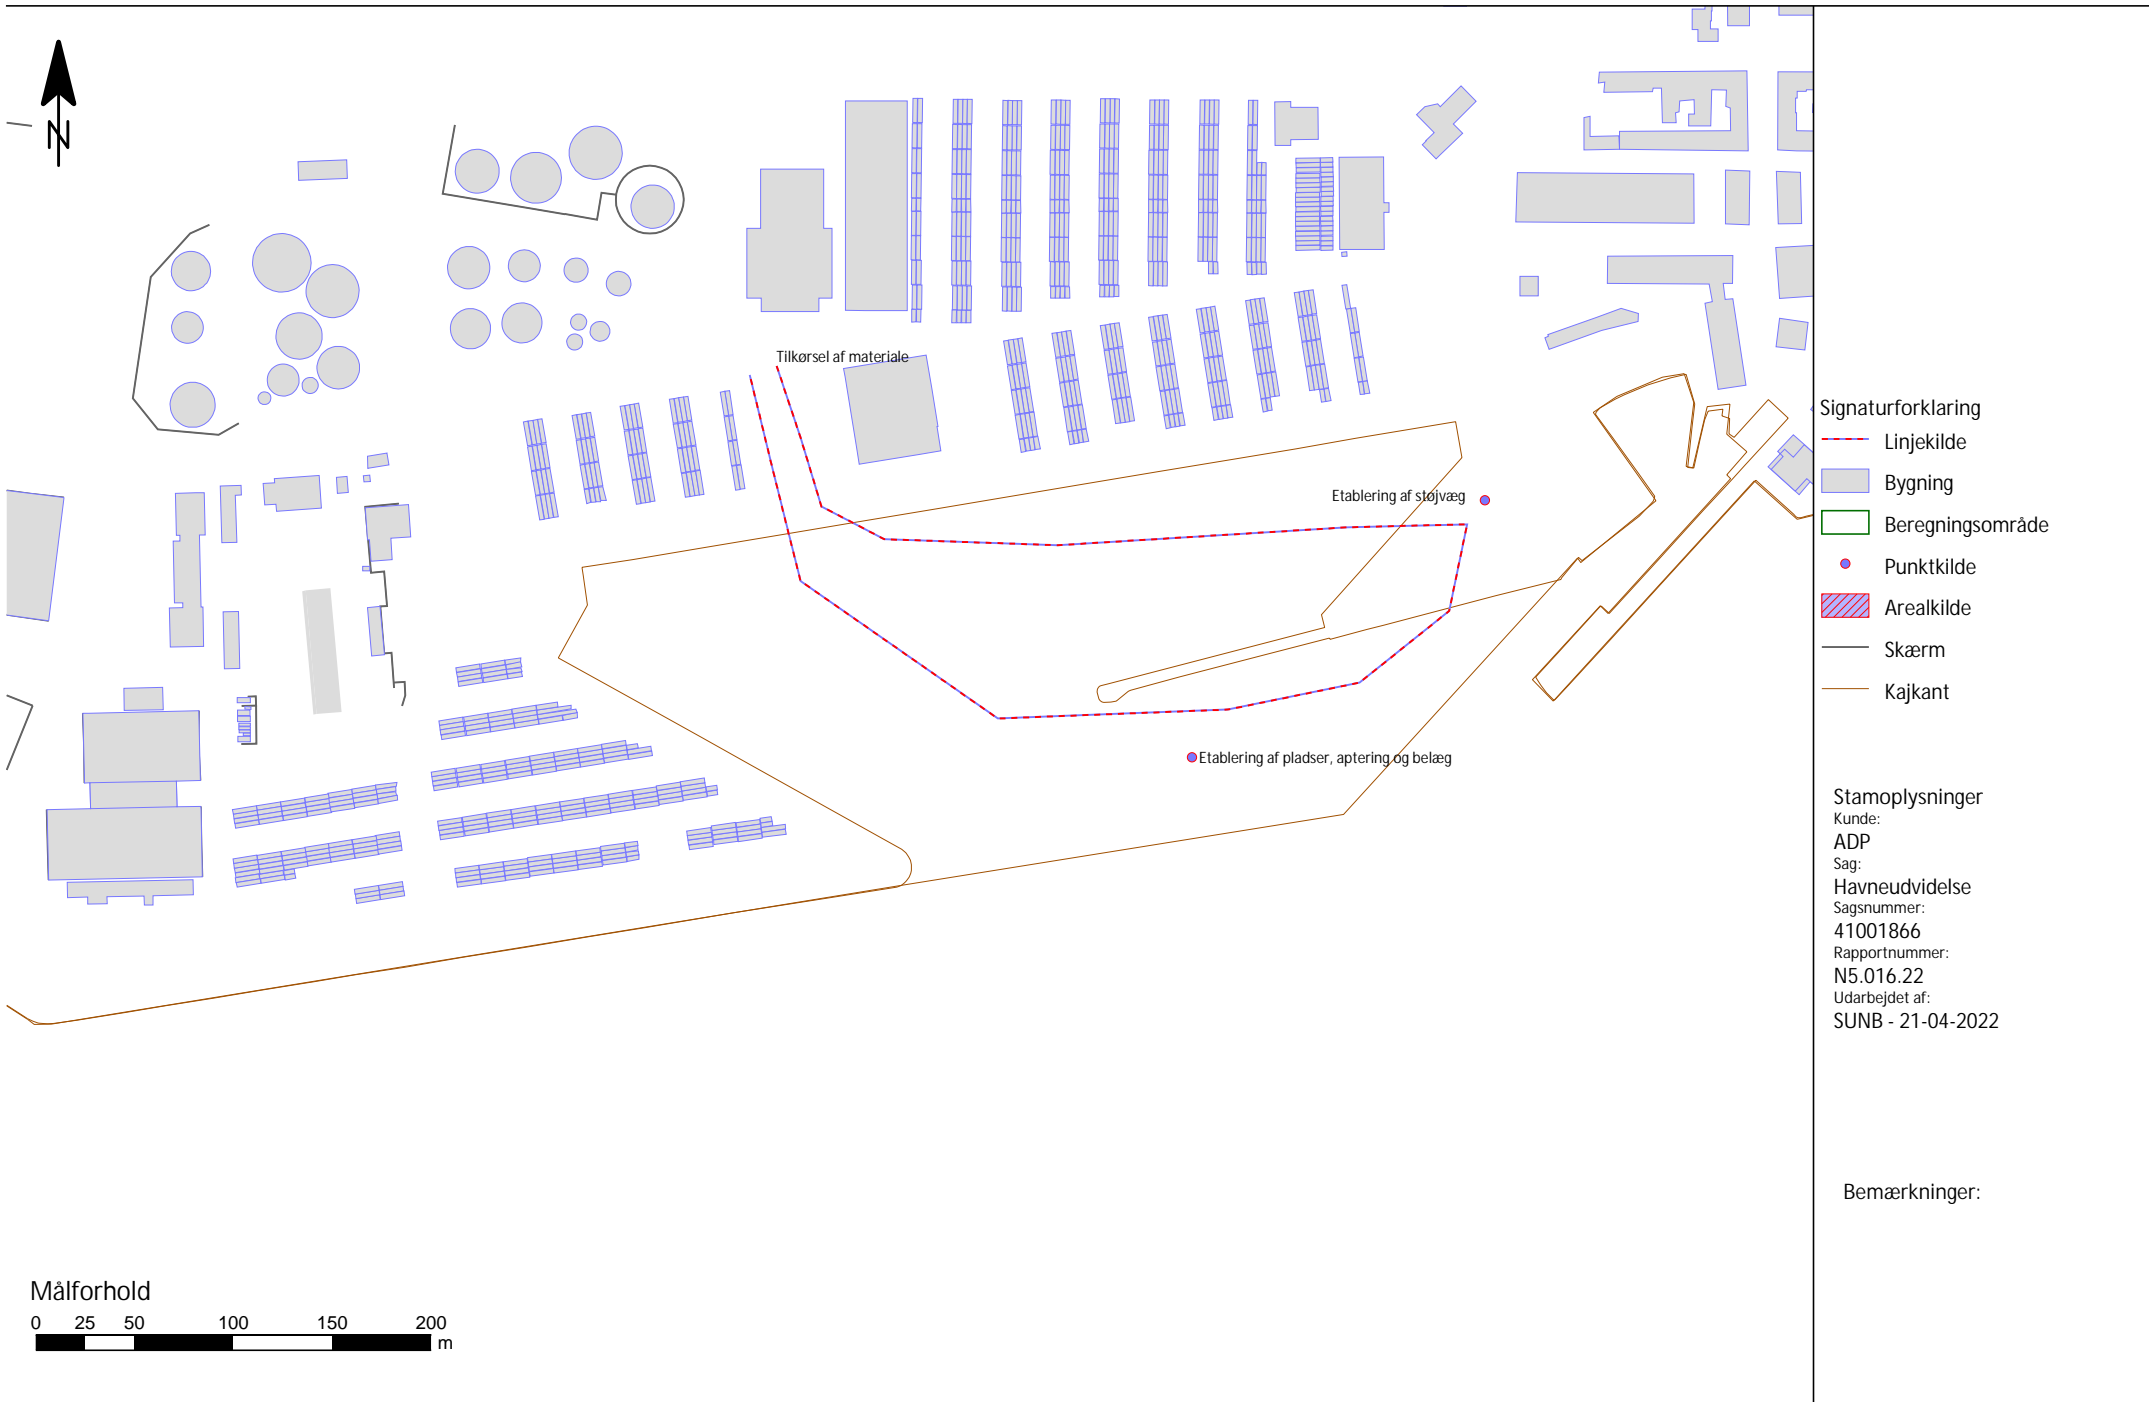 N
Tilkørsel af materiale
Etablering af støjvæg
Etablering af pladser, aptering og belæg
Signaturforklaring
Linjekilde
Bygning
Beregningsområde
Punktkilde
Arealkilde
Skærm
Kajkant
Stamoplysninger
Kunde:
ADP
Sag:
Havneudvidelse
Sagsnummer:
41001866
Rapportnummer:
N5.016.22
Udarbejdet af:
SUNB - 21-04-2022
Bemærkninger:
Målforhold
0 25 50 100 150 200
m